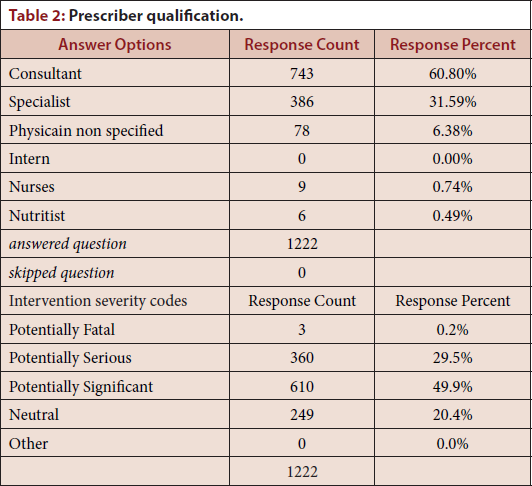 Table 2: Prescriber qualification.
Answer Options Response Count Response Percent
Consultant 743 60.80%
Specialist 386 31.59%
Physicain non specified 78 6.38%
Intern 0 0.00%
Nurses 9 0.74%
Nutritist 6 0.49%
answered question 1222
skipped question 0
Intervention severity codes Response Count Response Percent
Potentially Fatal 3 0.2%
Potentially Serious 360 29.5%
Potentially Significant 610 49.9%
Neutral 249 20.4%
Other 0 0.0%
1222